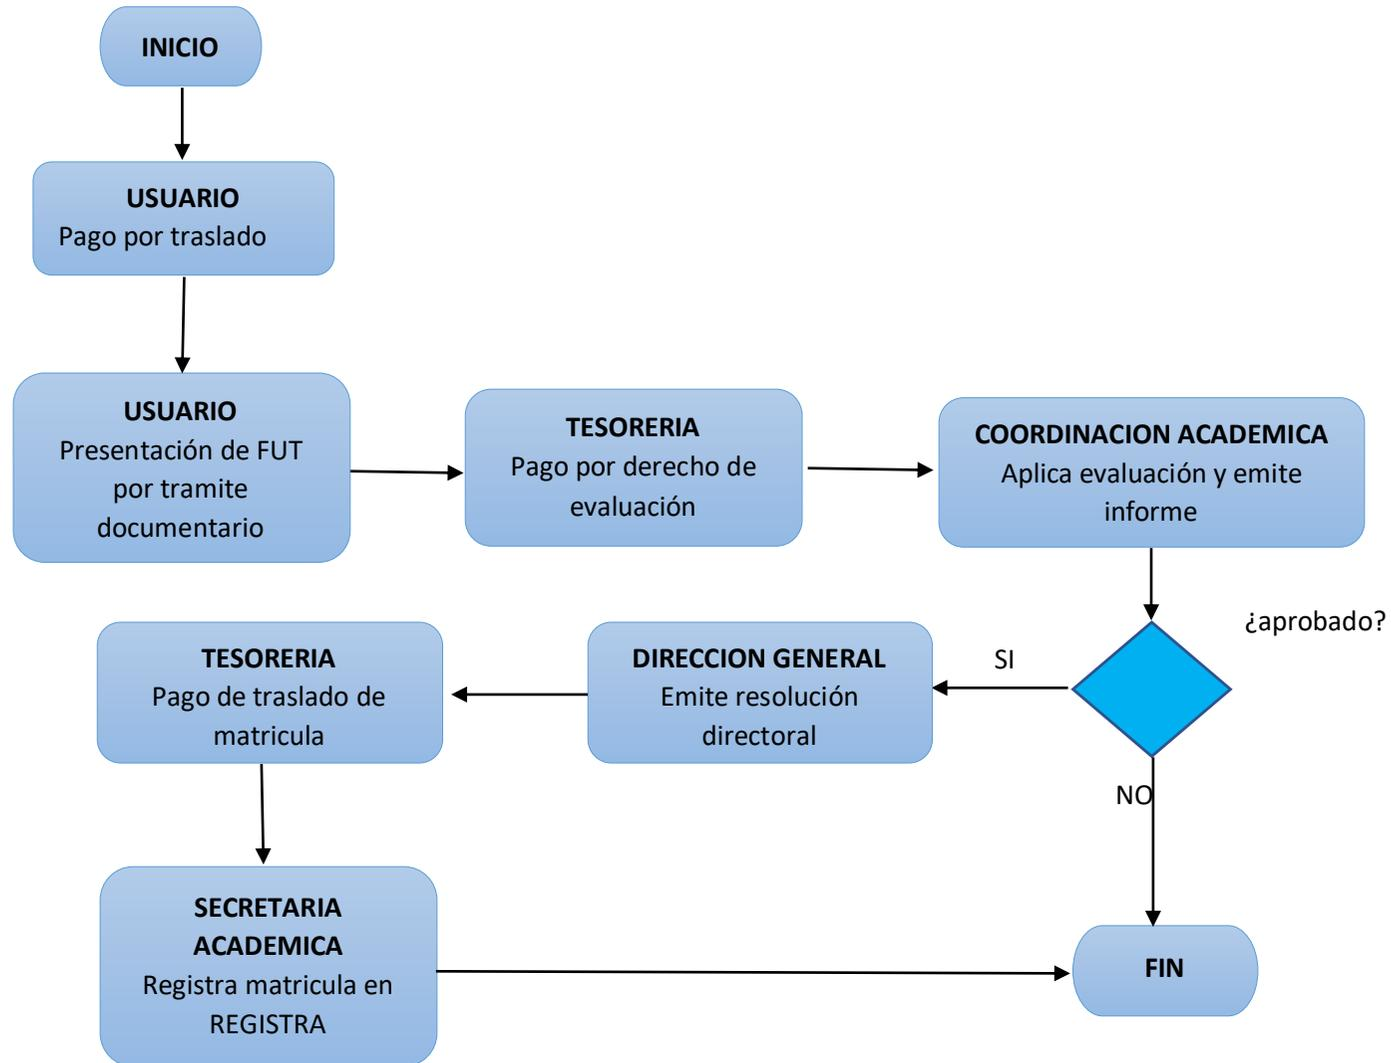 INICIO
USUARIO
Pago por traslado
USUARIO
Presentación de FUT
por tramite
documentario
TESORERIA
Pago por derecho de
evaluación
COORDINACION ACADEMICA
Aplica evaluación y emite
informe
¿aprobado?
SI
NO
DIRECCION GENERAL
Emite resolución
directoral
TESORERIA
Pago de traslado de
matricula
SECRETARIA
ACADEMICA
Registra matricula en
REGISTRA
FIN